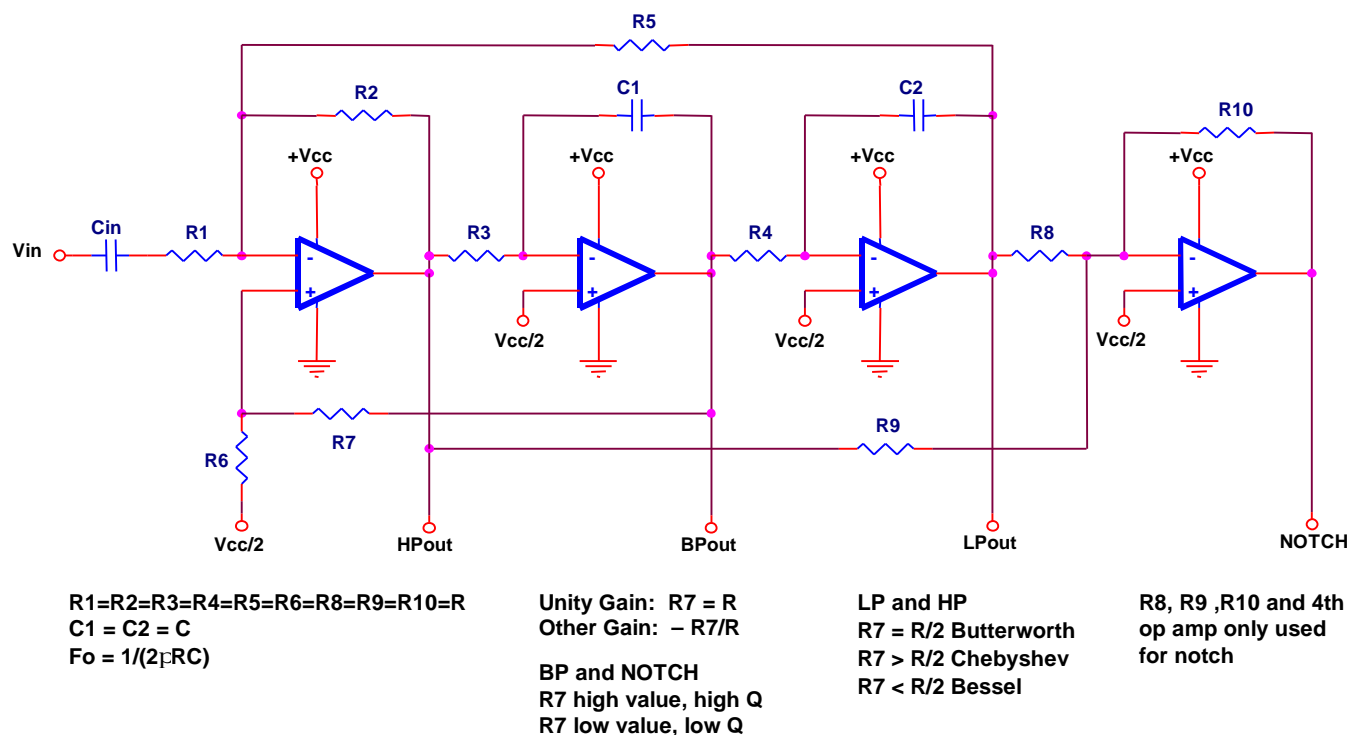 R5
R2
C1
C2
R10
+Vcc
+Vcc
+Vcc
+Vcc
Vin
Cin
R1
R3
R4
R8
-
+
-
+
-
+
-
+
Vcc/2
Vcc/2
Vcc/2
R7
R9
R6
Vcc/2
HPout
BPout
LPout
NOTCH
R1=R2=R3=R4=R5=R6=R8=R9=R10=R
C1 = C2 = C
Fo = 1/(2pRC)
Unity Gain: R7 = R
Other Gain: – R7/R
BP and NOTCH
R7 high value, high Q
R7 low value, low Q
LP and HP
R7 = R/2 Butterworth
R7 > R/2 Chebyshev
R7 < R/2 Bessel
R8, R9 ,R10 and 4th
op amp only used
for notch